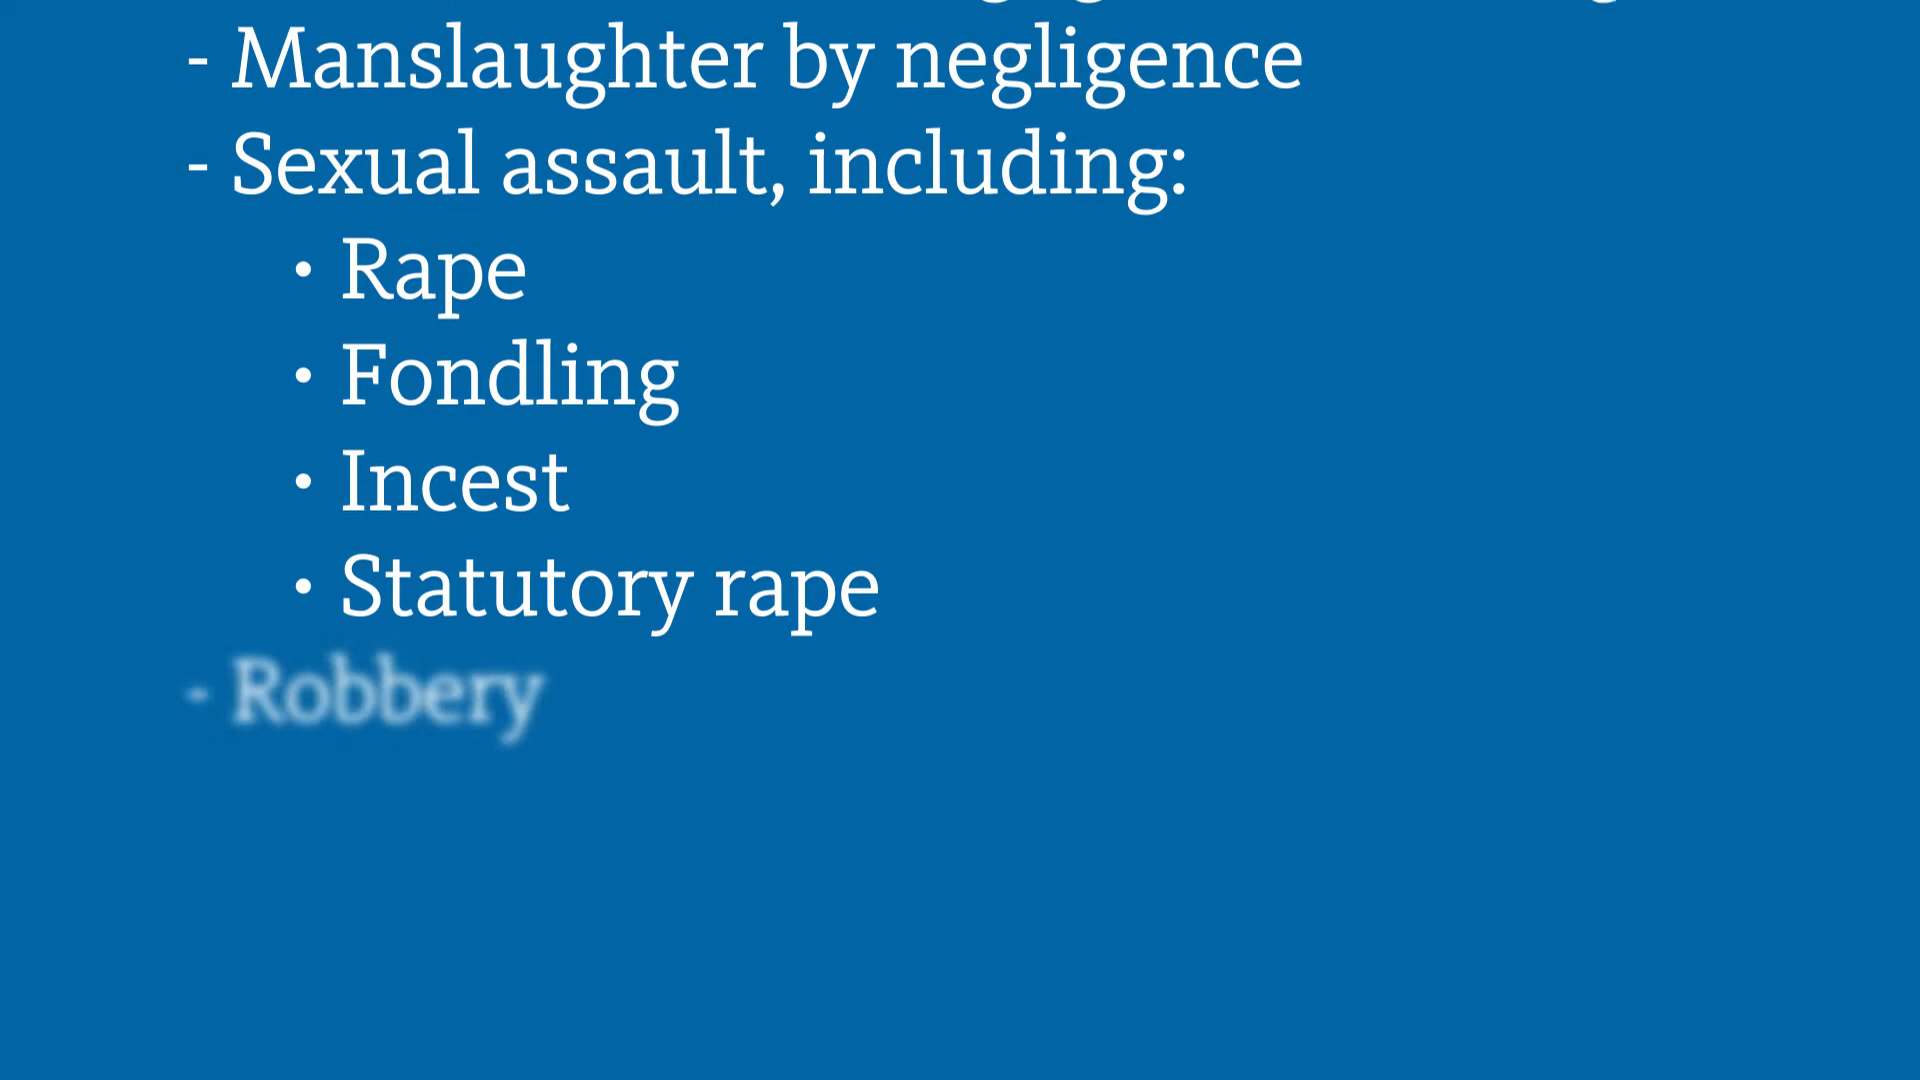 - Manslaughter by negligence
- Sexual assault, including:
• Rape
• Fondling
• Incest
• Statutory rape
- Robbery